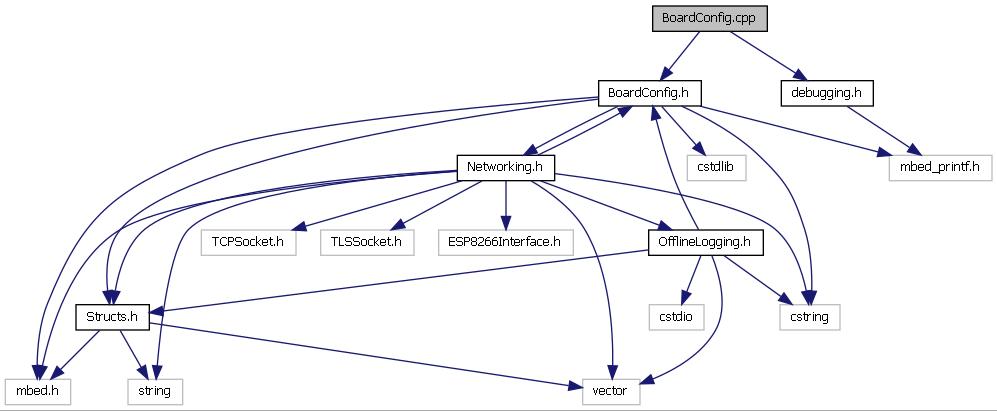 BoardConfig.cpp
BoardConfig.h
debugging.h
Networking.h
cstdlib
mbed_printf.h
TCPSocket.h
TLSSocket.h
ESP8266Interface.h
OfflineLogging.h
Structs.h
cstdio
cstring
mbed.h
string
vector